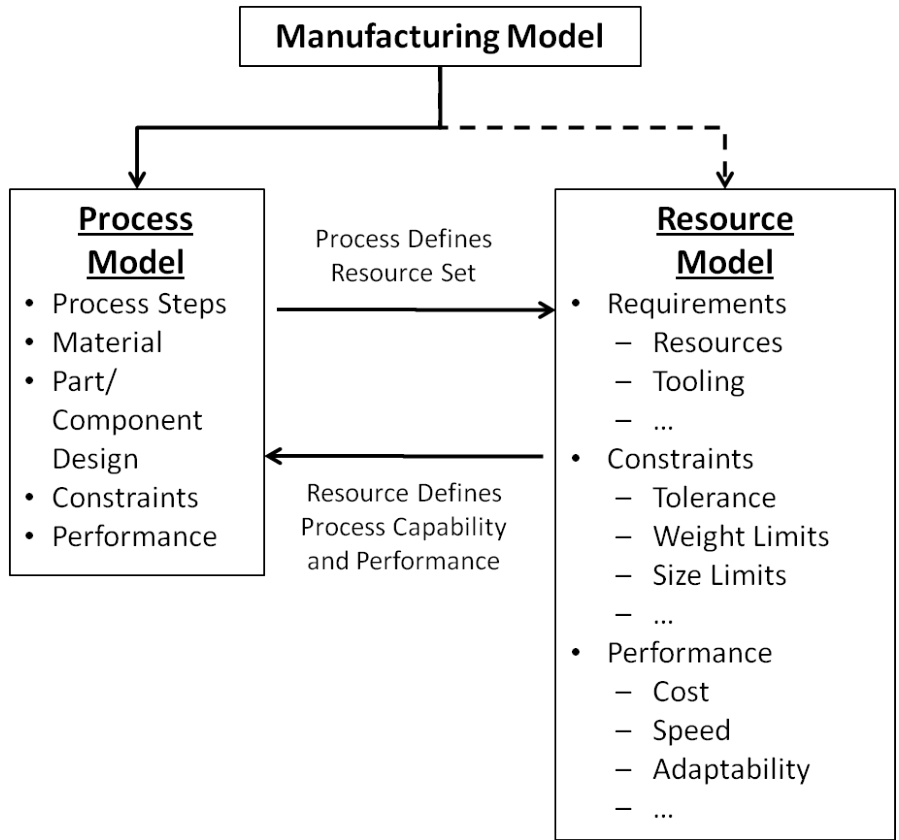 Manufacturing Model
Process
Model
• Process Steps
• Material
• Part/
Component
Design
• Constraints
• Performance
Process Defines
Resource Set
Resource Defines
Process Capability
and Performance
Resource
Model
• Requirements
– Resources
– Tooling
– ...
• Constraints
– Tolerance
– Weight Limits
– Size Limits
– ...
• Performance
– Cost
– Speed
– Adaptability
– ...